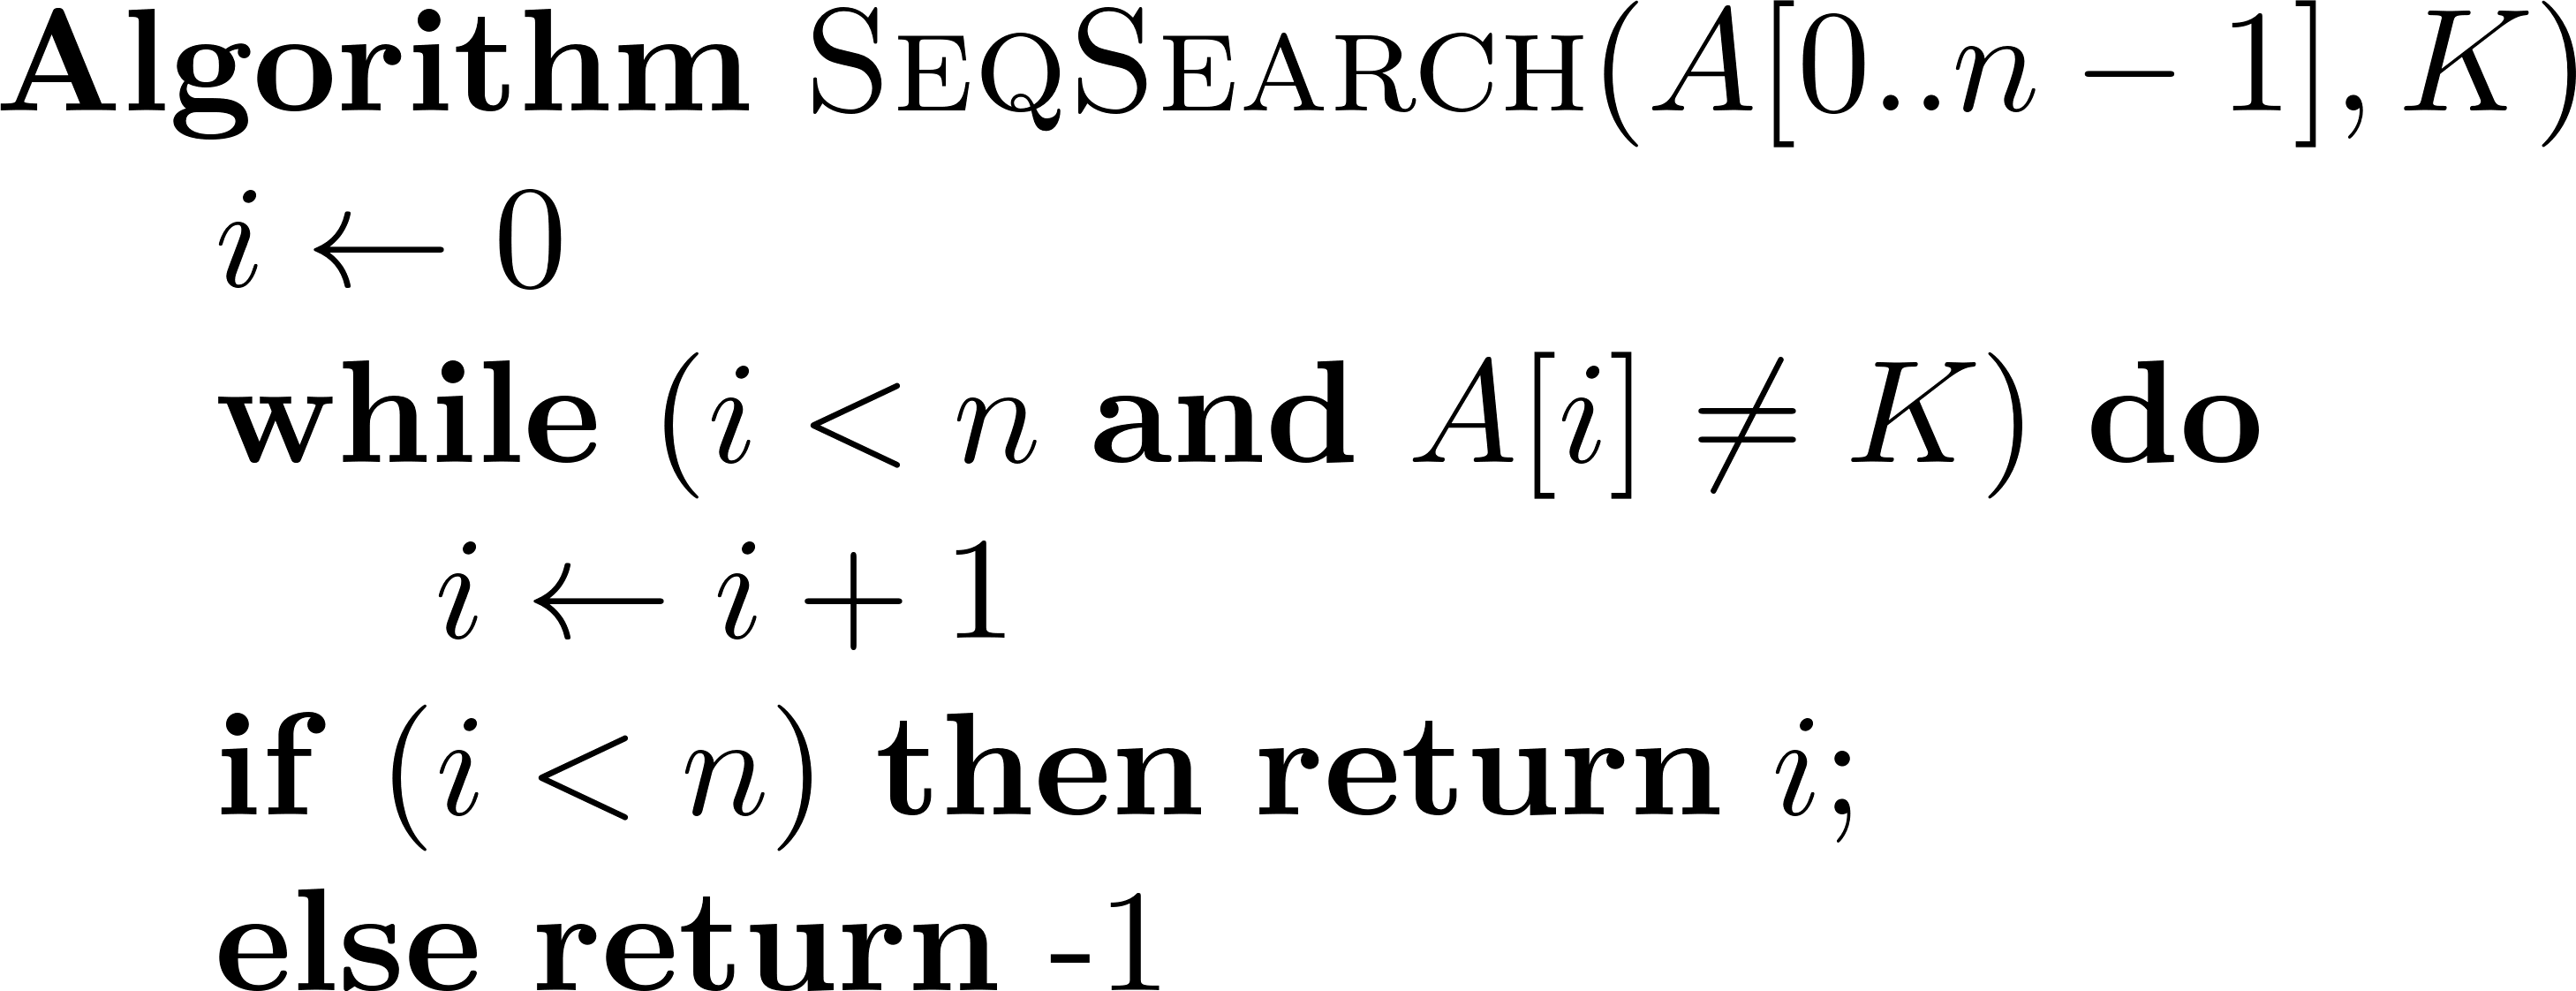 Algorithm SEQSEARCH(A[0..n − 1], K)
i ← 0
while (i < n and A[i] ≠ K) do
i ← i + 1
if (i < n) then return i;
else return -1